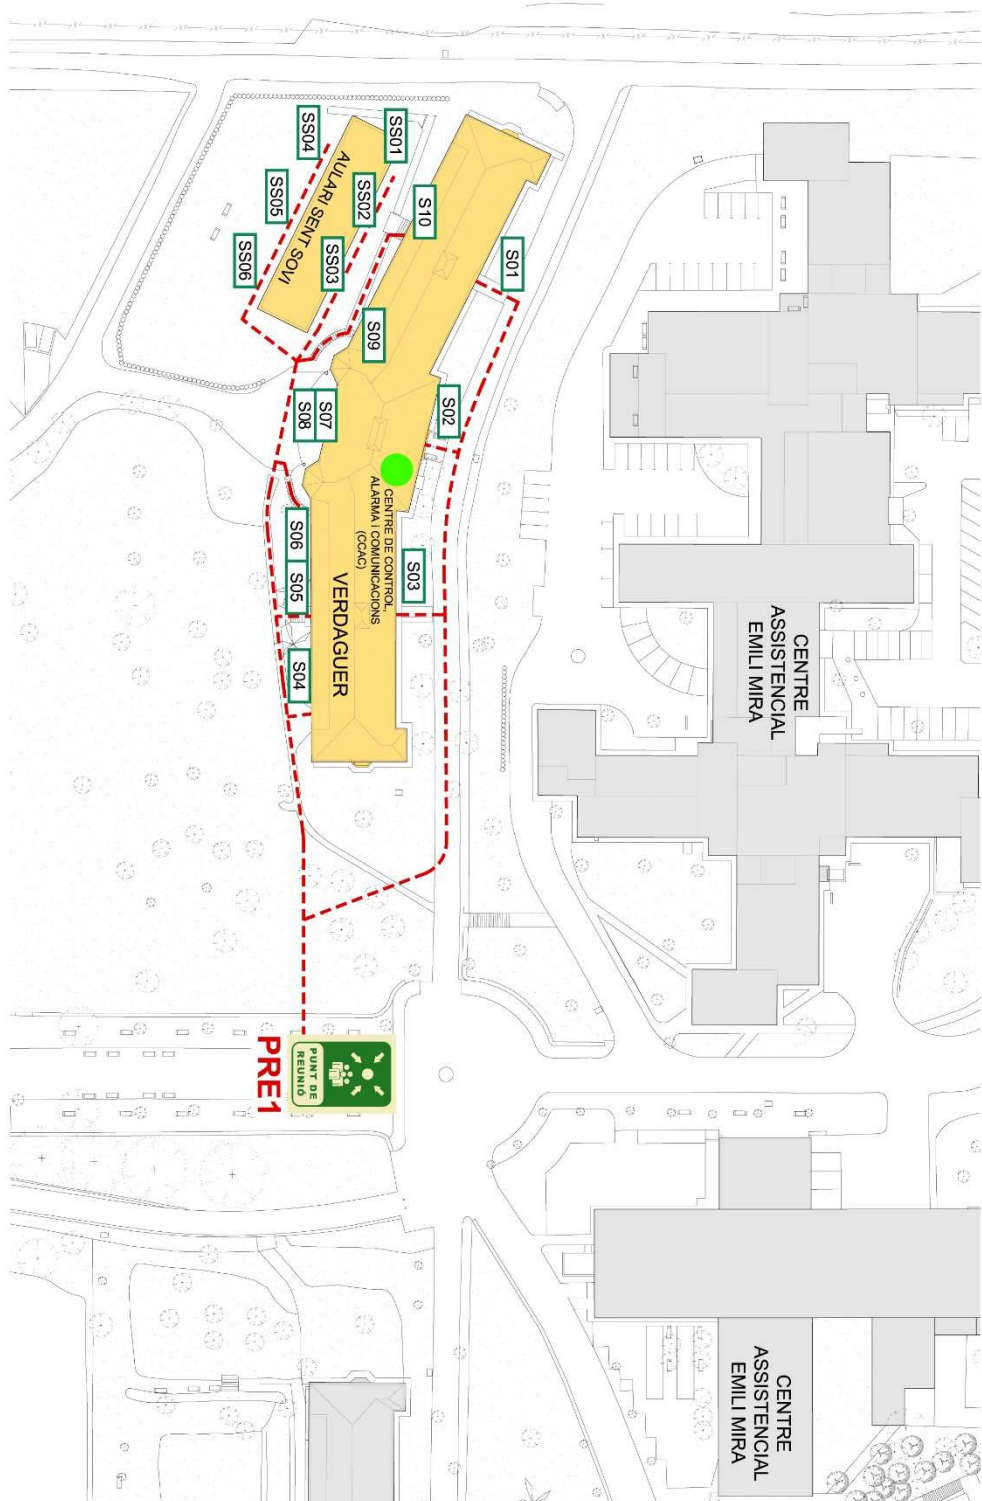 SS04
SS05
SS06
AULARI SENT SOVI
SS01
SS02
SS03
S10
S09
S01
S02
S08
S07
CENTRE DE CONTROL,
ALARMA i COMUNICACIONS
(CCAC)
S03
S06
S05
S04
VERDAGUER
CENTRE
ASSISTENCIAL
EMILI MIRA
PUNT DE
REUNIÓ
PRE1
CENTRE
ASSISTENCIAL
EMILI MIRA